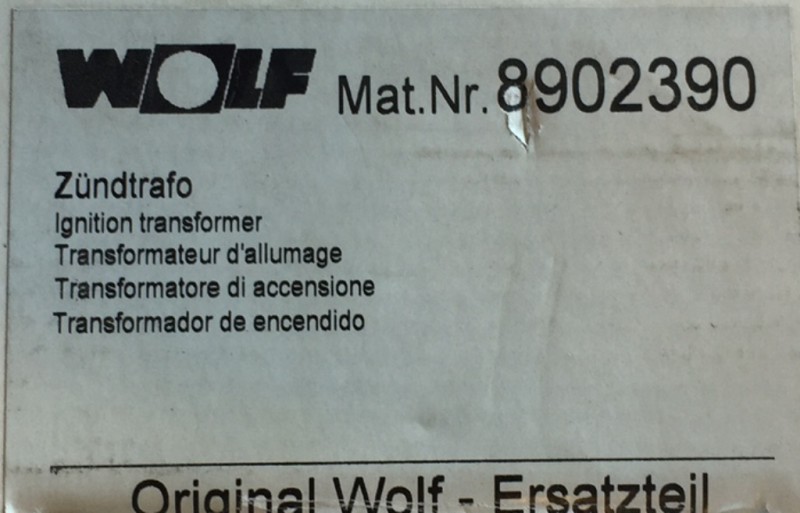 WOLF Mat.Nr. 8902390
Zündtrafo
Ignition transformer
Transformateur d'allumage
Transformatore di accensione
Transformador de encendido
Original Wolf - Ersatzteil